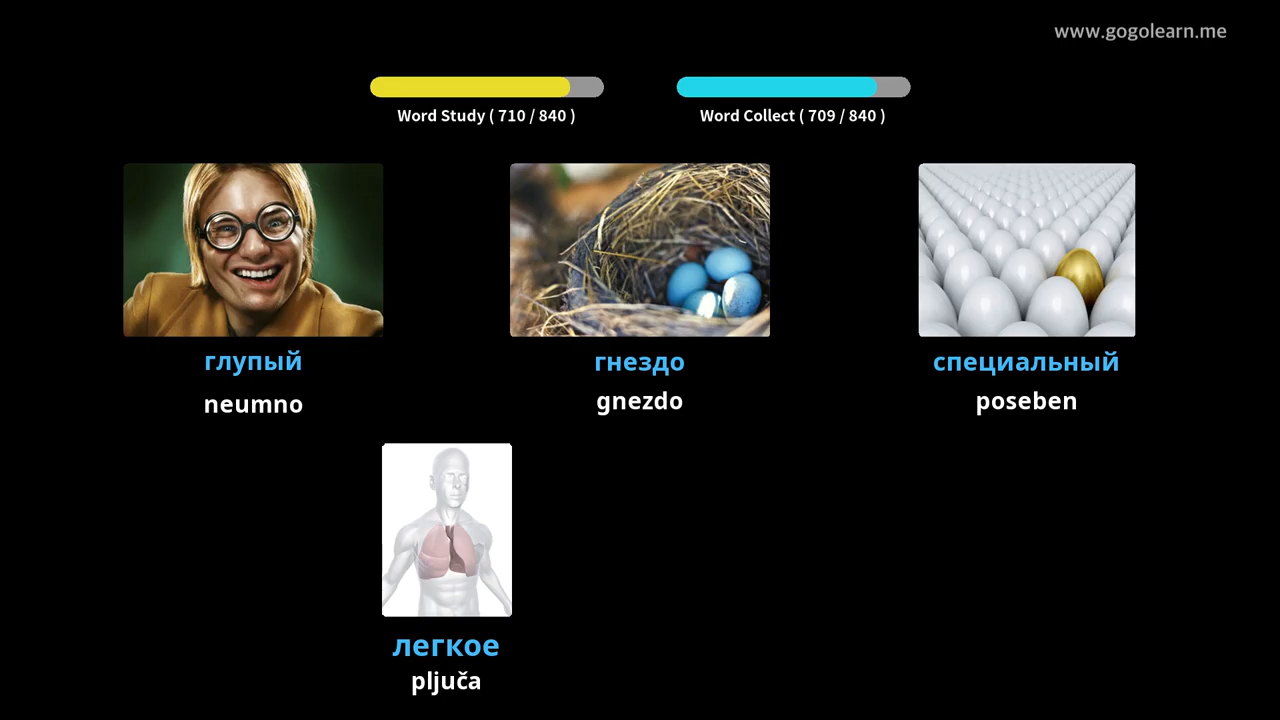 www.gogolearn.me
Word Study ( 710 / 840 )
Word Collect ( 709 / 840 )
глупый
neumno
гнездо
gnezdo
специальный
poseben
легкое
pljuča